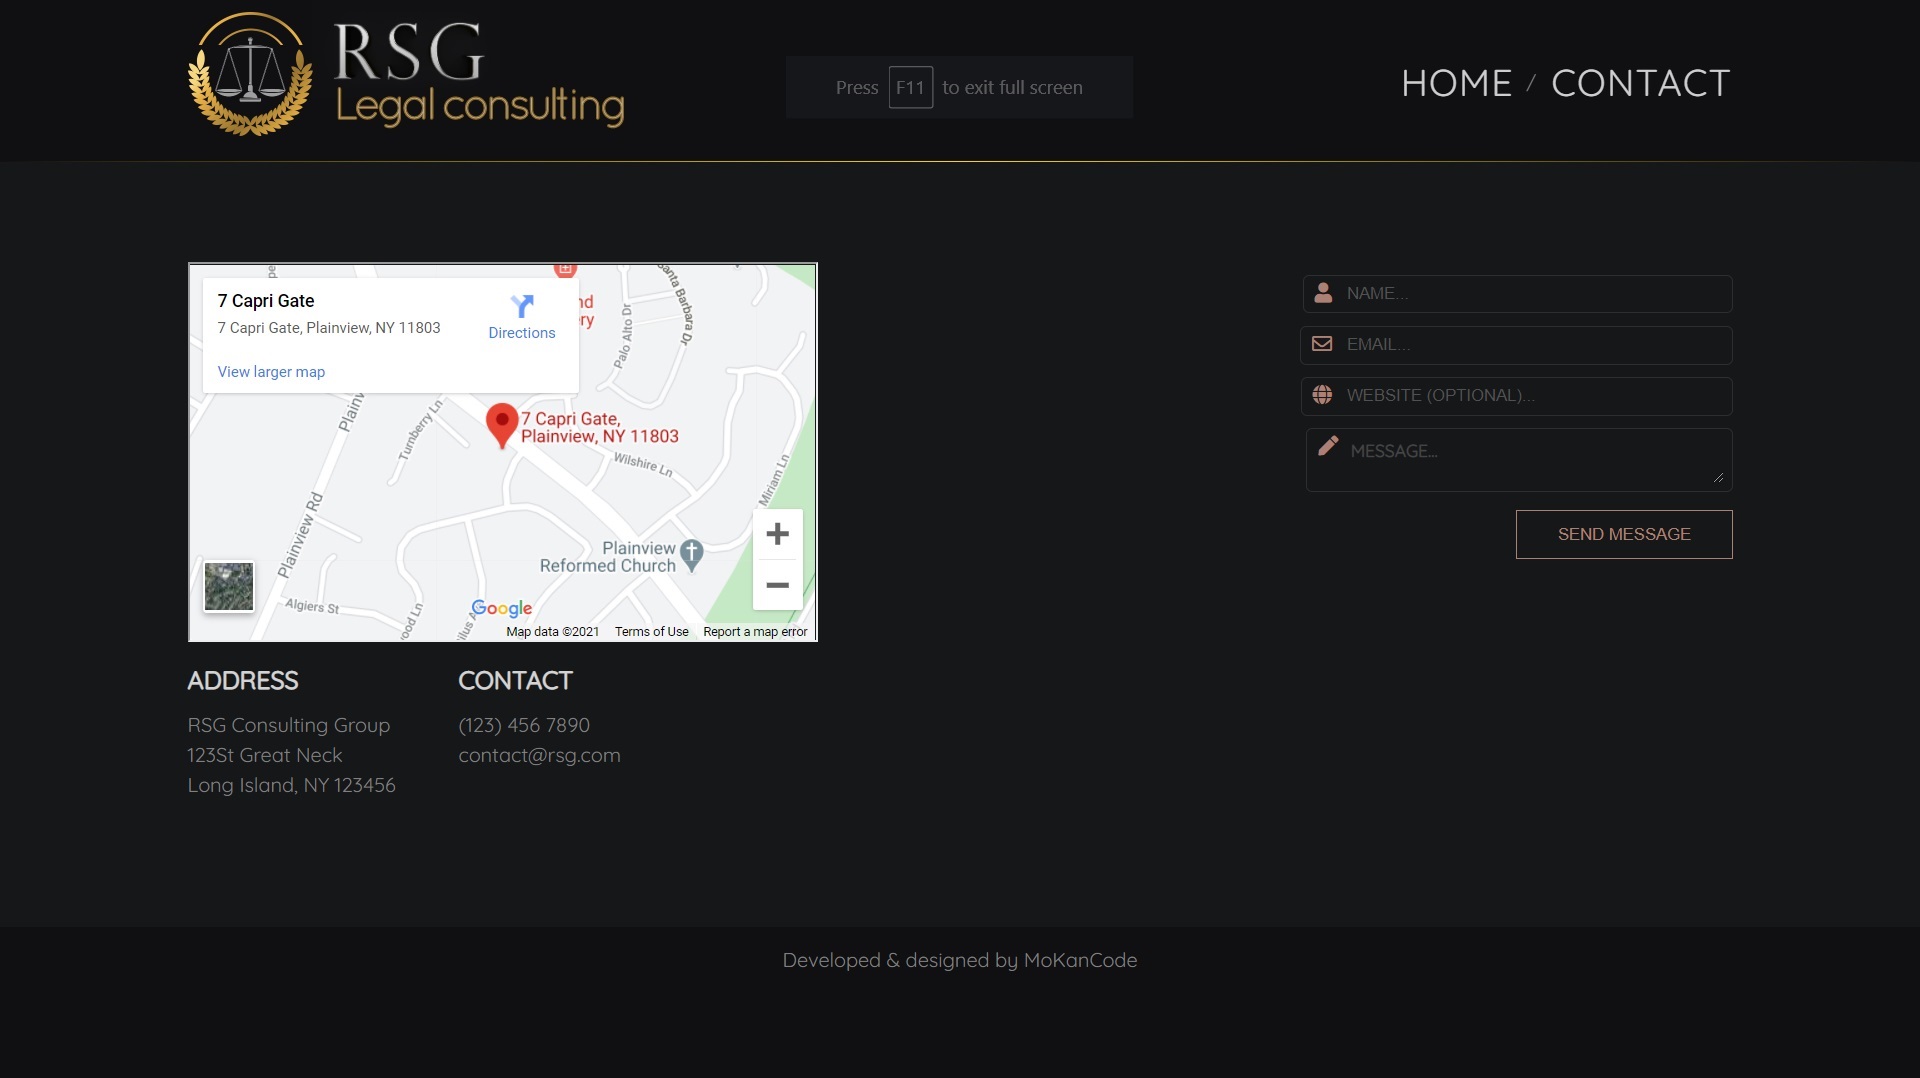 RSG
Legal consulting
Press F11 to exit full screen
HOME / CONTACT
7 Capri Gate
7 Capri Gate, Plainview, NY 11803
Directions
View larger map
Santa Barbara Dr
Palo Alto Dr
Turnberry Ln
7 Capri Gate,
Plainview, NY 11803
Wilshire Ln
Miriam Ln
Plainview Rd
Plainview
Reformed Church
Algiers St
Google
Map data ©2021 Terms of Use Report a map error
NAME...
EMAIL...
WEBSITE (OPTIONAL)...
MESSAGE...
SEND MESSAGE
ADDRESS
RSG Consulting Group
123St Great Neck
Long Island, NY 123456
CONTACT
(123) 456 7890
contact@rsg.com
Developed & designed by MoKanCode